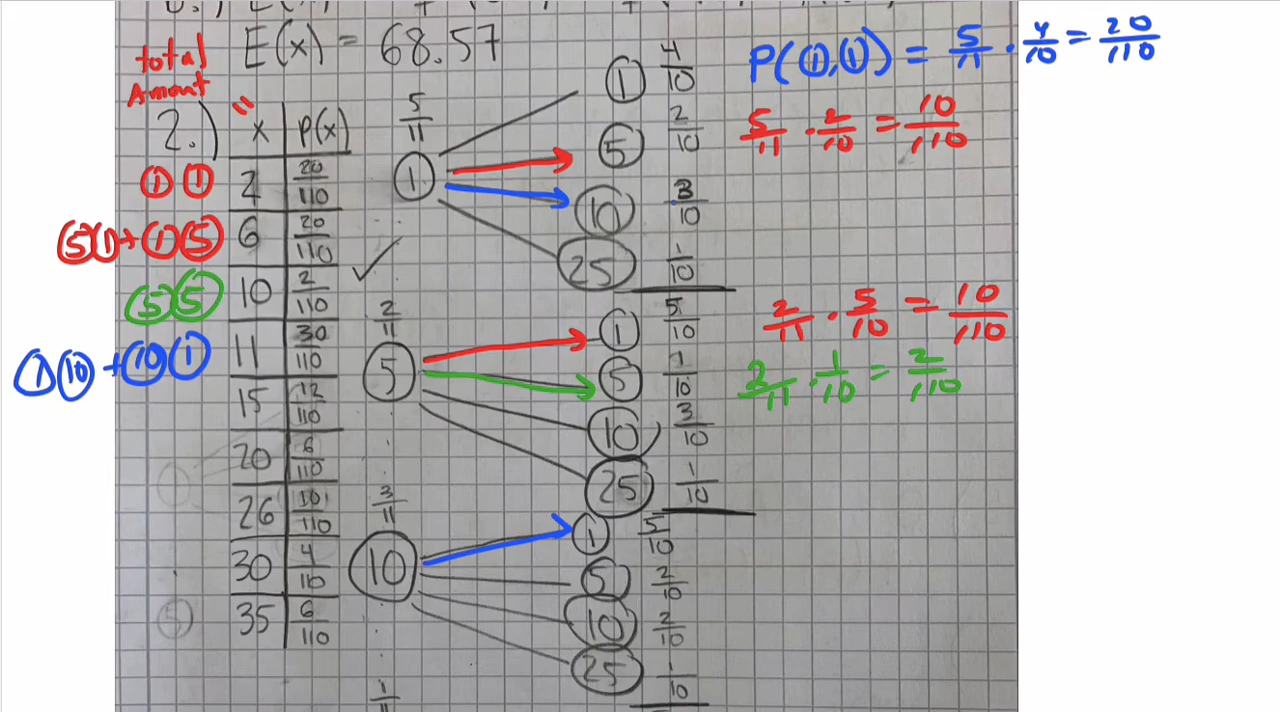 E(x) = 68.57
total
Amount
2.) x | P(x)
① ① 2 20/110
⑤① + ①⑤ 6 20/110
⑤⑤ 10 2/110
①⑩ + ⑩① 11 30/110
15 12/110
20 6/110
26 10/110
30 4/110
35 6/110
5/11
①
① 4/10
⑤ 2/10
⑩ 3/10
㉕ 1/10
2/11
⑤
① 5/10
⑤ 1/10
⑩ 3/10
㉕ 1/10
3/11
⑩
① 5/10
⑤ 2/10
⑩ 2/10
㉕ 1/10
1/11
P(①,①) = 5/11 · 4/10 = 20/110
5/11 · 2/10 = 10/110
2/11 · 5/10 = 10/110
2/11 · 1/10 = 2/110